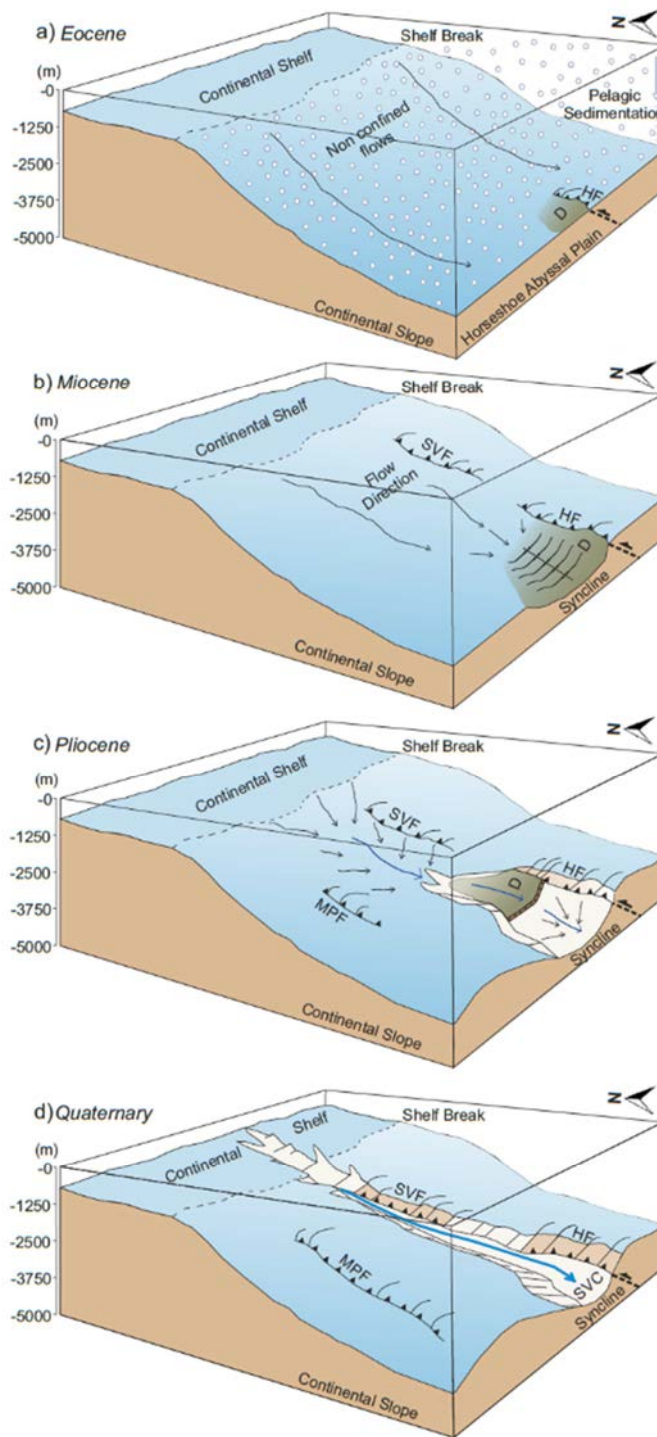 a) Eocene
Shelf Break
N
(m)
Continental Shelf
-0
-1250
-2500
-3750
-5000
Pelagic
Sedimentation
Non confined
flows
HF
D
Horseshoe Abyssal Plain
Continental Slope
b) Miocene
Shelf Break
N
(m)
Continental Shelf
-0
-1250
-2500
-3750
-5000
SVF
Flow
Direction
HF
D
Syncline
Continental Slope
c) Pliocene
Shelf Break
N
(m)
Continental Shelf
-0
-1250
-2500
-3750
-5000
SVF
MPF
HF
D
Syncline
Continental Slope
d) Quaternary
Shelf Break
N
(m)
Continental Shelf
-0
-1250
-2500
-3750
-5000
SVF
MPF
HF
SVC
Syncline
Continental Slope